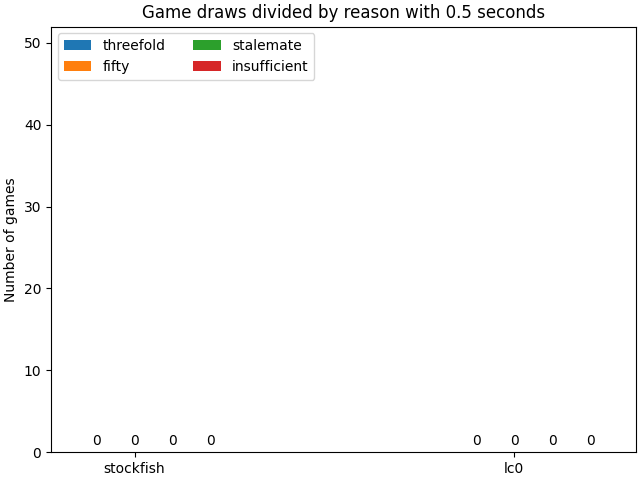 Game draws divided by reason with 0.5 seconds
threefold
fifty
stalemate
insufficient
Number of games
50
40
30
20
10
0
0 0 0 0 0 0 0 0
stockfish lc0